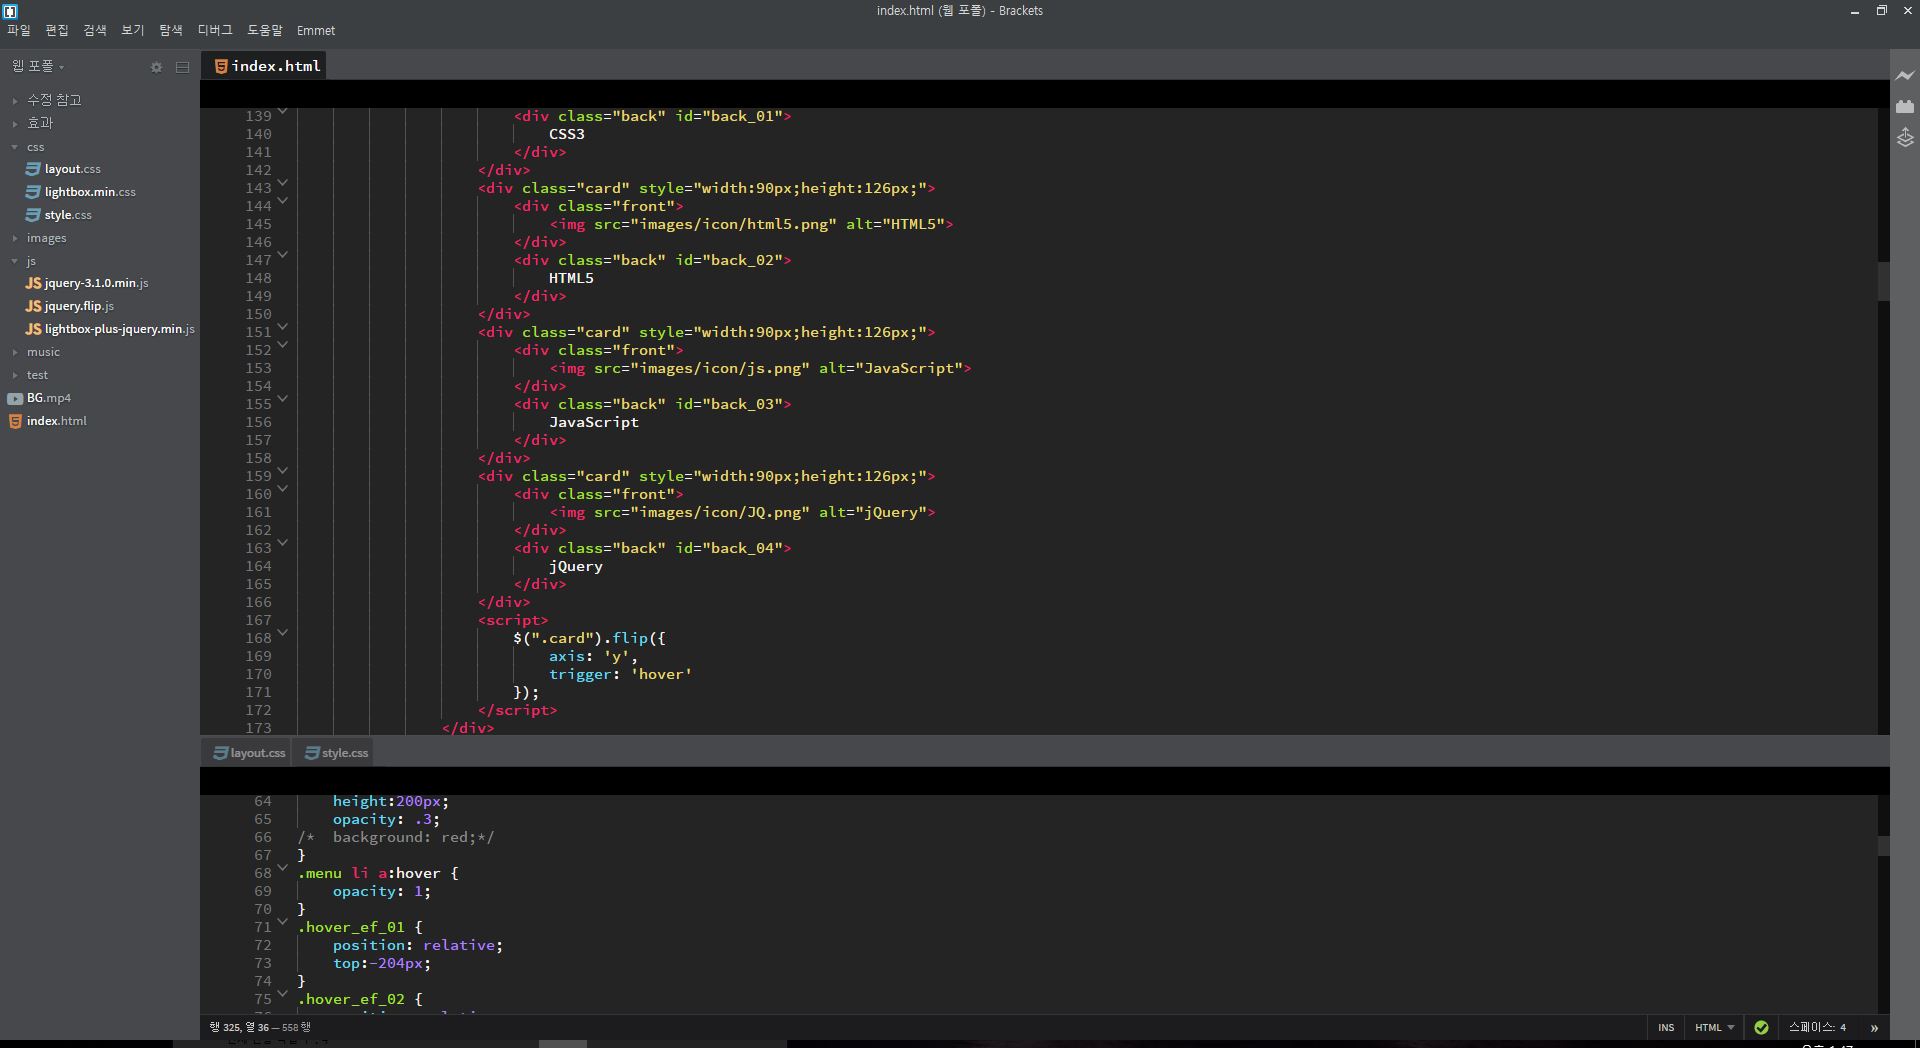 index.html (웹 포폴) - Brackets
파일 편집 검색 보기 탐색 디버그 도움말 Emmet
웹 포폴
수정 참고
효과
css
layout.css
lightbox.min.css
style.css
images
js
JS jquery-3.1.0.min.js
JS jquery.flip.js
JS lightbox-plus-jquery.min.js
music
test
BG.mp4
index.html
index.html
139 <div class="back" id="back_01">
140 CSS3
141 </div>
142 </div>
143 <div class="card" style="width:90px;height:126px;">
144 <div class="front">
145 <img src="images/icon/html5.png" alt="HTML5">
146 </div>
147 <div class="back" id="back_02">
148 HTML5
149 </div>
150 </div>
151 <div class="card" style="width:90px;height:126px;">
152 <div class="front">
153 <img src="images/icon/js.png" alt="JavaScript">
154 </div>
155 <div class="back" id="back_03">
156 JavaScript
157 </div>
158 </div>
159 <div class="card" style="width:90px;height:126px;">
160 <div class="front">
161 <img src="images/icon/JQ.png" alt="jQuery">
162 </div>
163 <div class="back" id="back_04">
164 jQuery
165 </div>
166 </div>
167 <script>
168 $(".card").flip({
169 axis: 'y',
170 trigger: 'hover'
171 });
172 </script>
173 </div>
layout.css style.css
64 height:200px;
65 opacity: .3;
66 /* background: red;*/
67 }
68 .menu li a:hover {
69 opacity: 1;
70 }
71 .hover_ef_01 {
72 position: relative;
73 top:-204px;
74 }
75 .hover_ef_02 {
행 325, 열 36 — 558 행
INS HTML 스페이스: 4 »